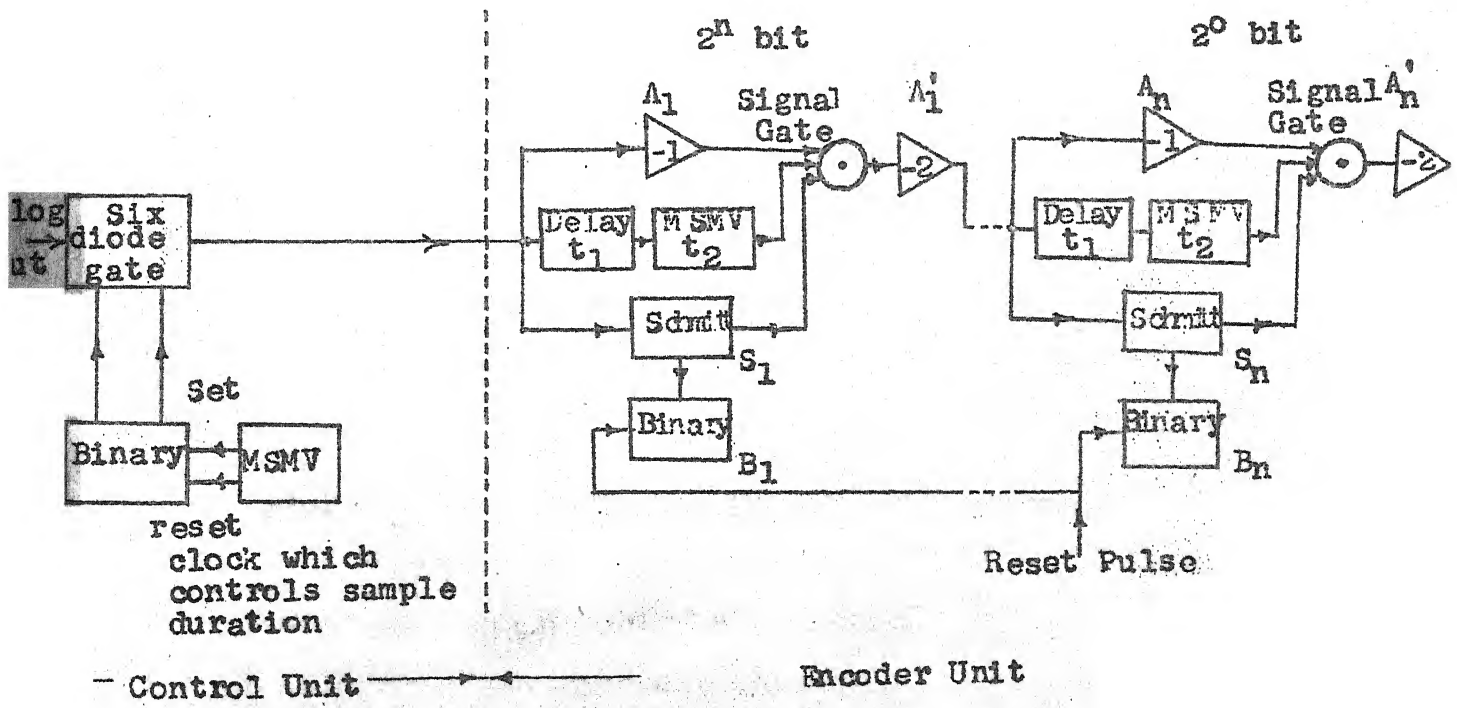 2ⁿ bit
2⁰ bit
A₁
Signal
Gate
A₁'
Aₙ
Signal
Gate
Aₙ'
-1
-2
-1
-2
log
ut
Six
diode
gate
Delay
t₁
MSMV
t₂
Delay
t₁
MSMV
t₂
Schmitt
S₁
Schmitt
Sₙ
Set
Binary
MSMV
Binary
B₁
Binary
Bₙ
reset
clock which
controls sample
duration
Reset Pulse
- Control Unit
Encoder Unit